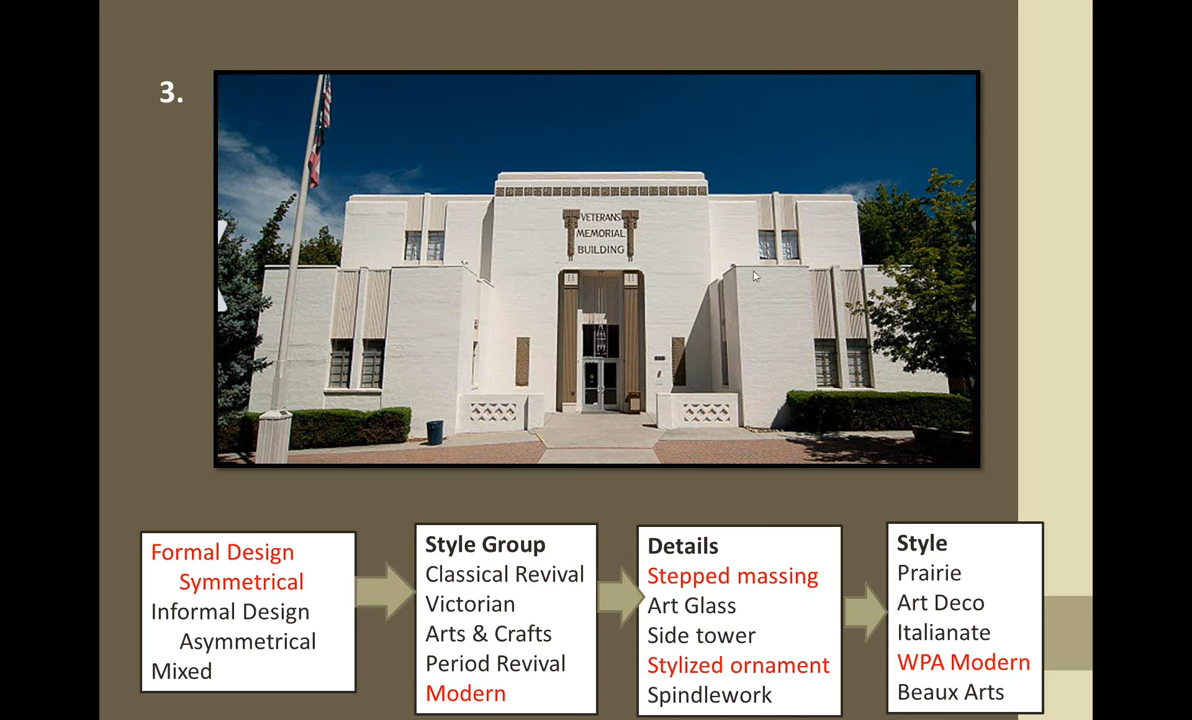 3.
VETERANS
MEMORIAL
BUILDING
Formal Design
Symmetrical
Informal Design
Asymmetrical
Mixed
Style Group
Classical Revival
Victorian
Arts & Crafts
Period Revival
Modern
Details
Stepped massing
Art Glass
Side tower
Stylized ornament
Spindlework
Style
Prairie
Art Deco
Italianate
WPA Modern
Beaux Arts